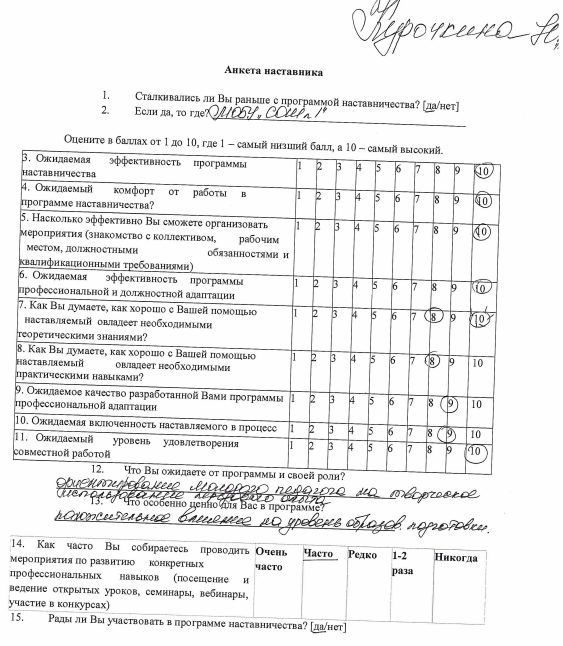 Курочкина Н.
Анкета наставника
1. Сталкивались ли Вы раньше с программой наставничества? [да/нет]
2. Если да, то где? МОБУ "СОШ №1"
Оцените в баллах от 1 до 10, где 1 – самый низший балл, а 10 – самый высокий.
3. Ожидаемая эффективность программы наставничества 1 2 3 4 5 6 7 8 9 10
4. Ожидаемый комфорт от работы в программе наставничества? 1 2 3 4 5 6 7 8 9 10
5. Насколько эффективно Вы сможете организовать
мероприятия (знакомство с коллективом, рабочим
местом, должностными обязанностями и
квалификационными требованиями) 1 2 3 4 5 6 7 8 9 10
6. Ожидаемая эффективность программы
профессиональной и должностной адаптации 1 2 3 4 5 6 7 8 9 10
7. Как Вы думаете, как хорошо с Вашей помощью
наставляемый овладеет необходимыми
теоретическими знаниями? 1 2 3 4 5 6 7 8 9 10
8. Как Вы думаете, как хорошо с Вашей помощью
наставляемый овладеет необходимыми
практическими навыками? 1 2 3 4 5 6 7 8 9 10
9. Ожидаемое качество разработанной Вами программы
профессиональной адаптации 1 2 3 4 5 6 7 8 9 10
10. Ожидаемая включенность наставляемого в процесс 1 2 3 4 5 6 7 8 9 10
11. Ожидаемый уровень удовлетворения
совместной работой 1 2 3 4 5 6 7 8 9 10
12. Что Вы ожидаете от программы и своей роли?
ориентирование молодого педагога на творческое
использование передового опыта
13. Что особенно ценно для Вас в программе?
положительное влияние на уровень образов. подготовки.
14. Как часто Вы собираетесь проводить
мероприятия по развитию конкретных
профессиональных навыков (посещение и
ведение открытых уроков, семинары, вебинары,
участие в конкурсах) Очень часто Часто Редко 1-2 раза Никогда
15. Рады ли Вы участвовать в программе наставничества? [да/нет]